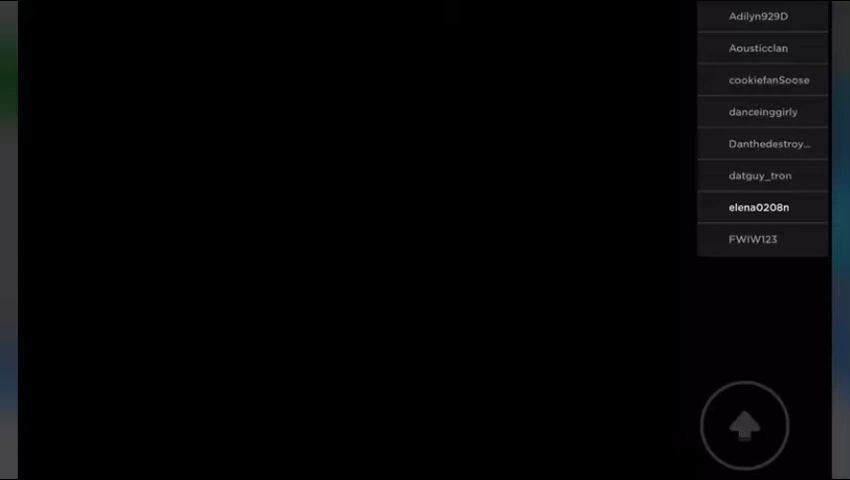 Adilyn929D
Aousticclan
cookiefanSoose
danceinggirly
Danthedestroy...
datguy_tron
elena0208n
FWIW123